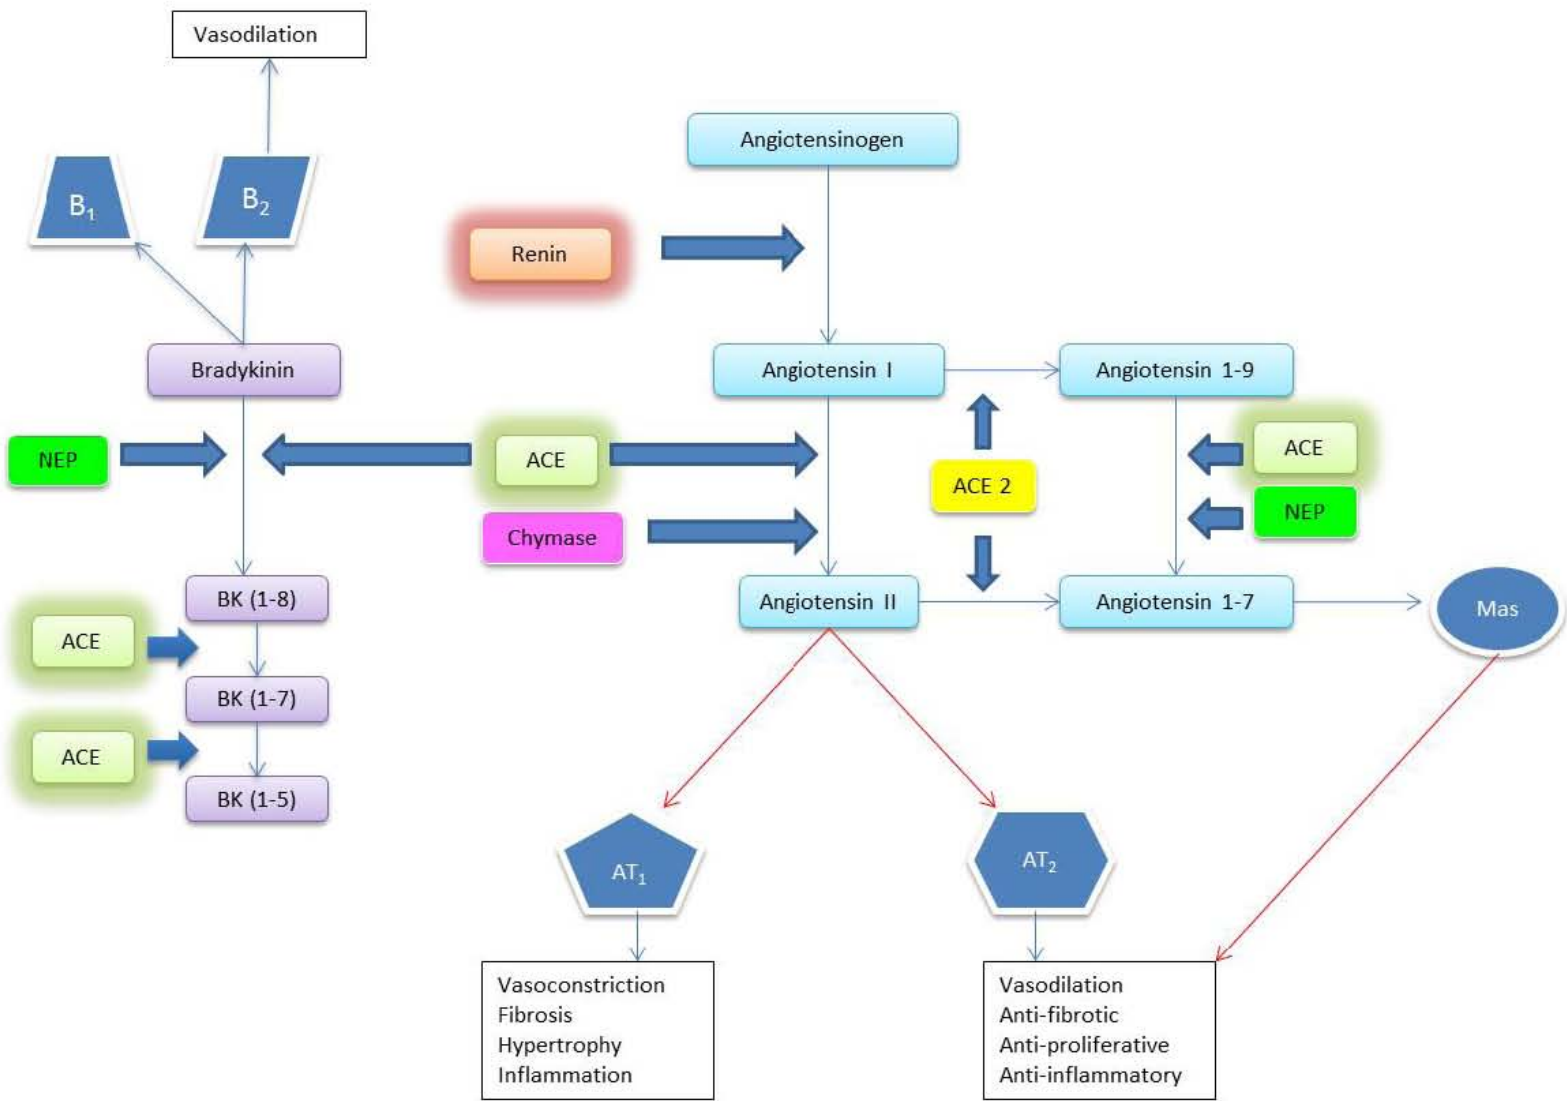 Vasodilation
Angictensinogen
B₁
B₂
Renin
Bradykinin
Angiotensin I
Angiotensin 1-9
NEP
ACE
ACE 2
ACE
NEP
Chymase
BK (1-8)
Angiotensin II
Angiotensin 1-7
Mas
ACE
BK (1-7)
ACE
BK (1-5)
AT₁
AT₂
Vasoconstriction
Fibrosis
Hypertrophy
Inflammation
Vasodilation
Anti-fibrotic
Anti-proliferative
Anti-inflammatory